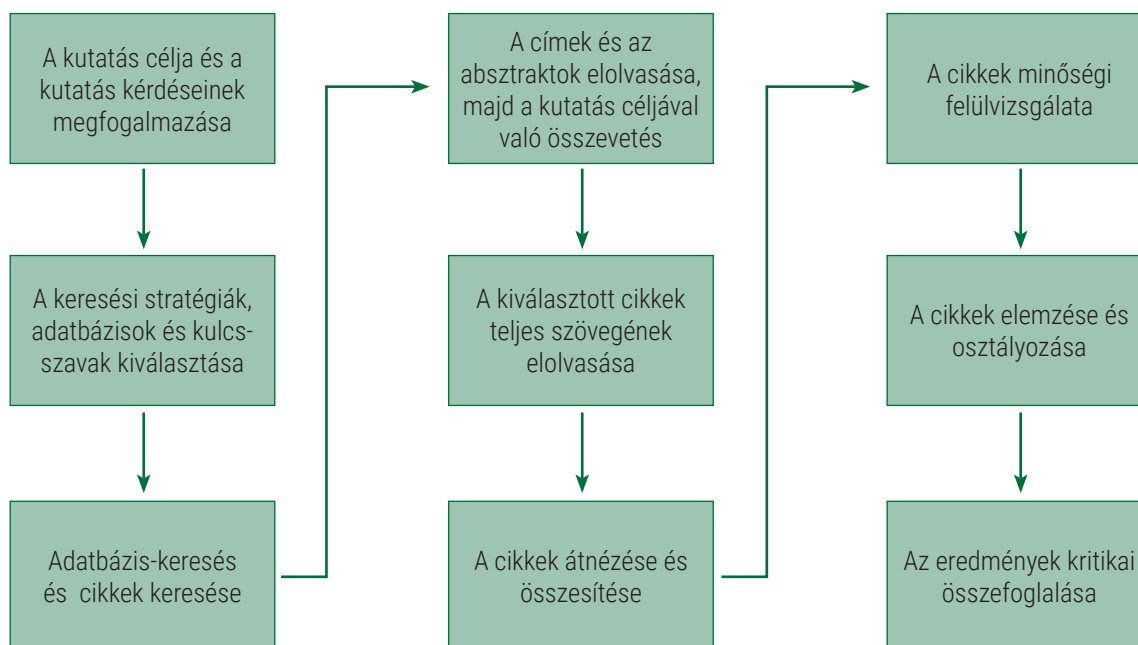 A kutatás célja és a
kutatás kérdéseinek
megfogalmazása
A keresési stratégiák,
adatbázisok és kulcs-
szavak kiválasztása
Adatbázis-keresés
és cikkek keresése
A címek és az
absztraktok elolvasása,
majd a kutatás céljával
való összevetés
A kiválasztott cikkek
teljes szövegének
elolvasása
A cikkek átnézése és
összesítése
A cikkek minőségi
felülvizsgálata
A cikkek elemzése és
osztályozása
Az eredmények kritikai
összefoglalása